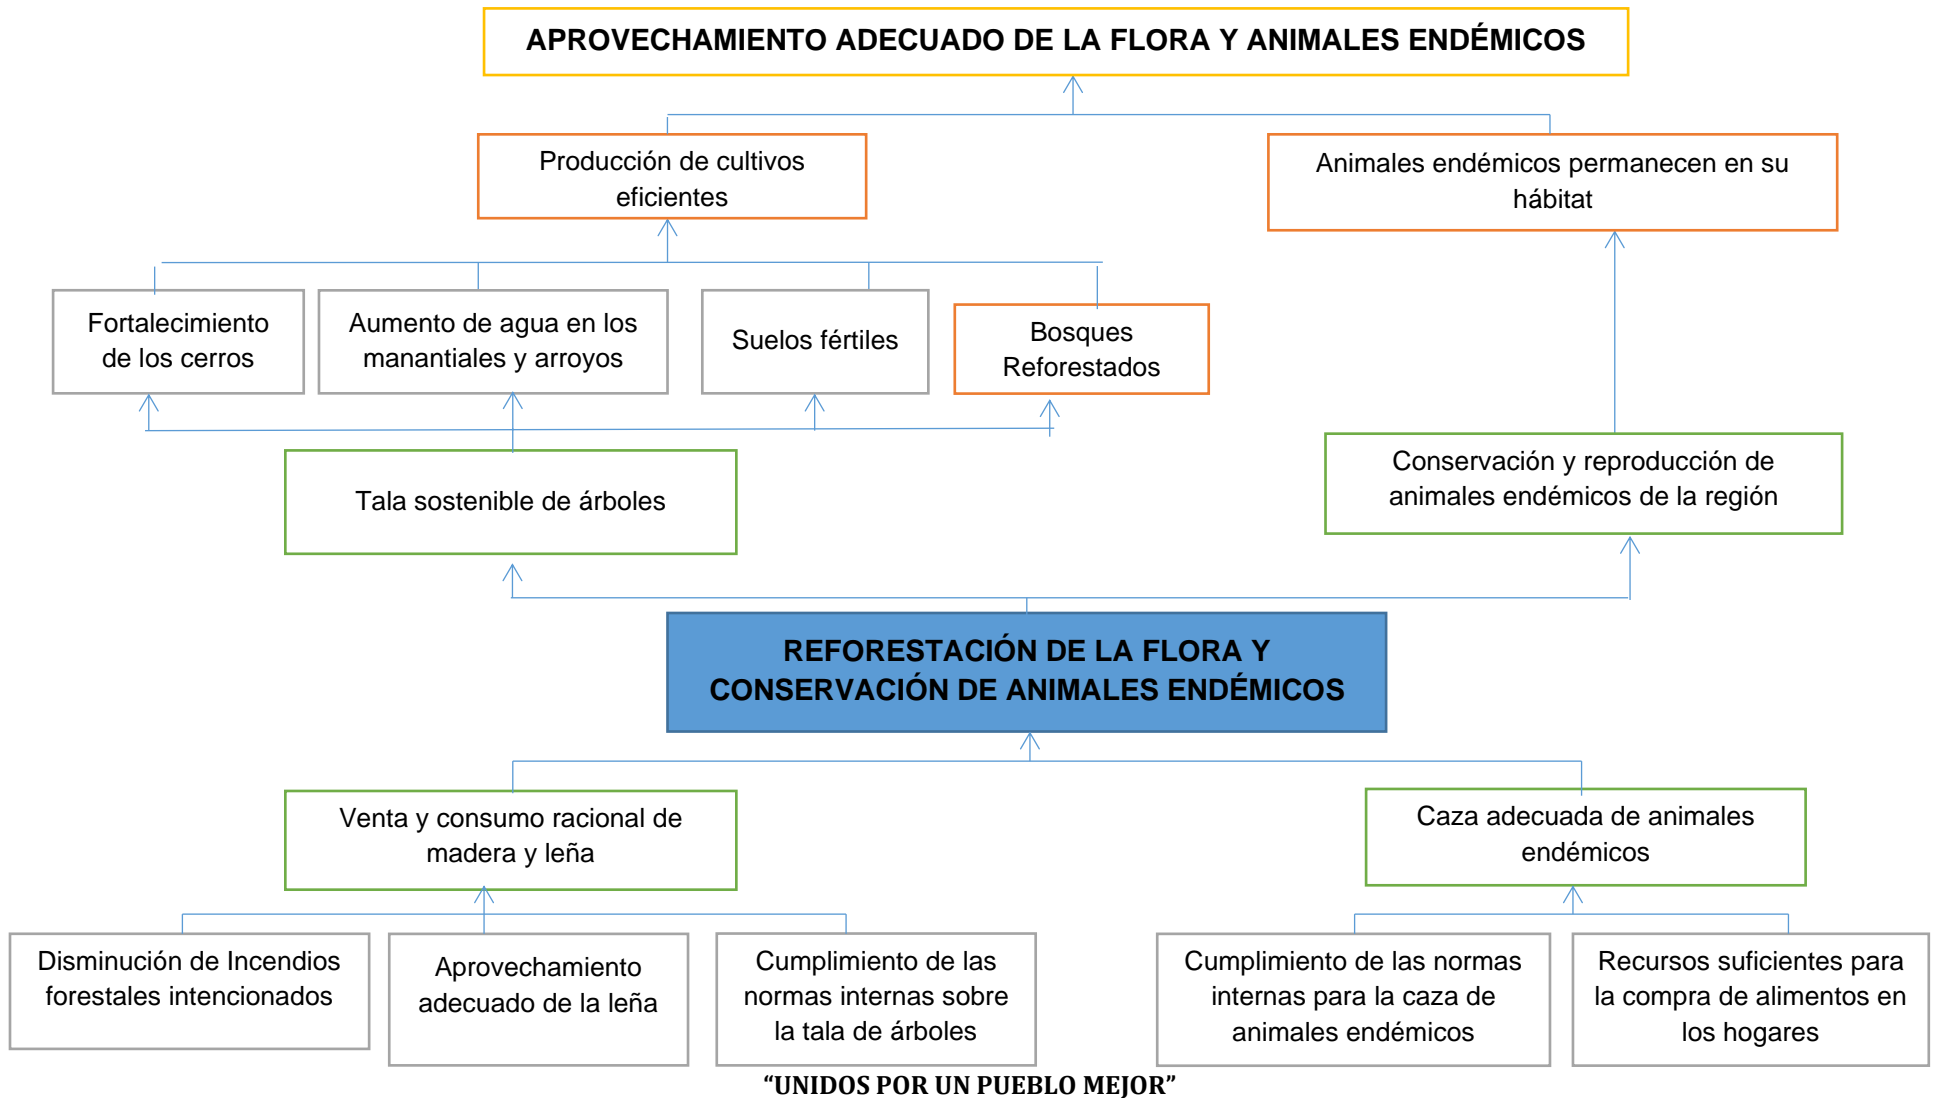 APROVECHAMIENTO ADECUADO DE LA FLORA Y ANIMALES ENDÉMICOS
Producción de cultivos
eficientes
Animales endémicos permanecen en su
hábitat
Fortalecimiento
de los cerros
Aumento de agua en los
manantiales y arroyos
Suelos fértiles
Bosques
Reforestados
Tala sostenible de árboles
Conservación y reproducción de
animales endémicos de la región
REFORESTACIÓN DE LA FLORA Y
CONSERVACIÓN DE ANIMALES ENDÉMICOS
Venta y consumo racional de
madera y leña
Caza adecuada de animales
endémicos
Disminución de Incendios
forestales intencionados
Aprovechamiento
adecuado de la leña
Cumplimiento de las
normas internas sobre
la tala de árboles
Cumplimiento de las normas
internas para la caza de
animales endémicos
Recursos suficientes para
la compra de alimentos en
los hogares
“UNIDOS POR UN PUEBLO MEJOR”